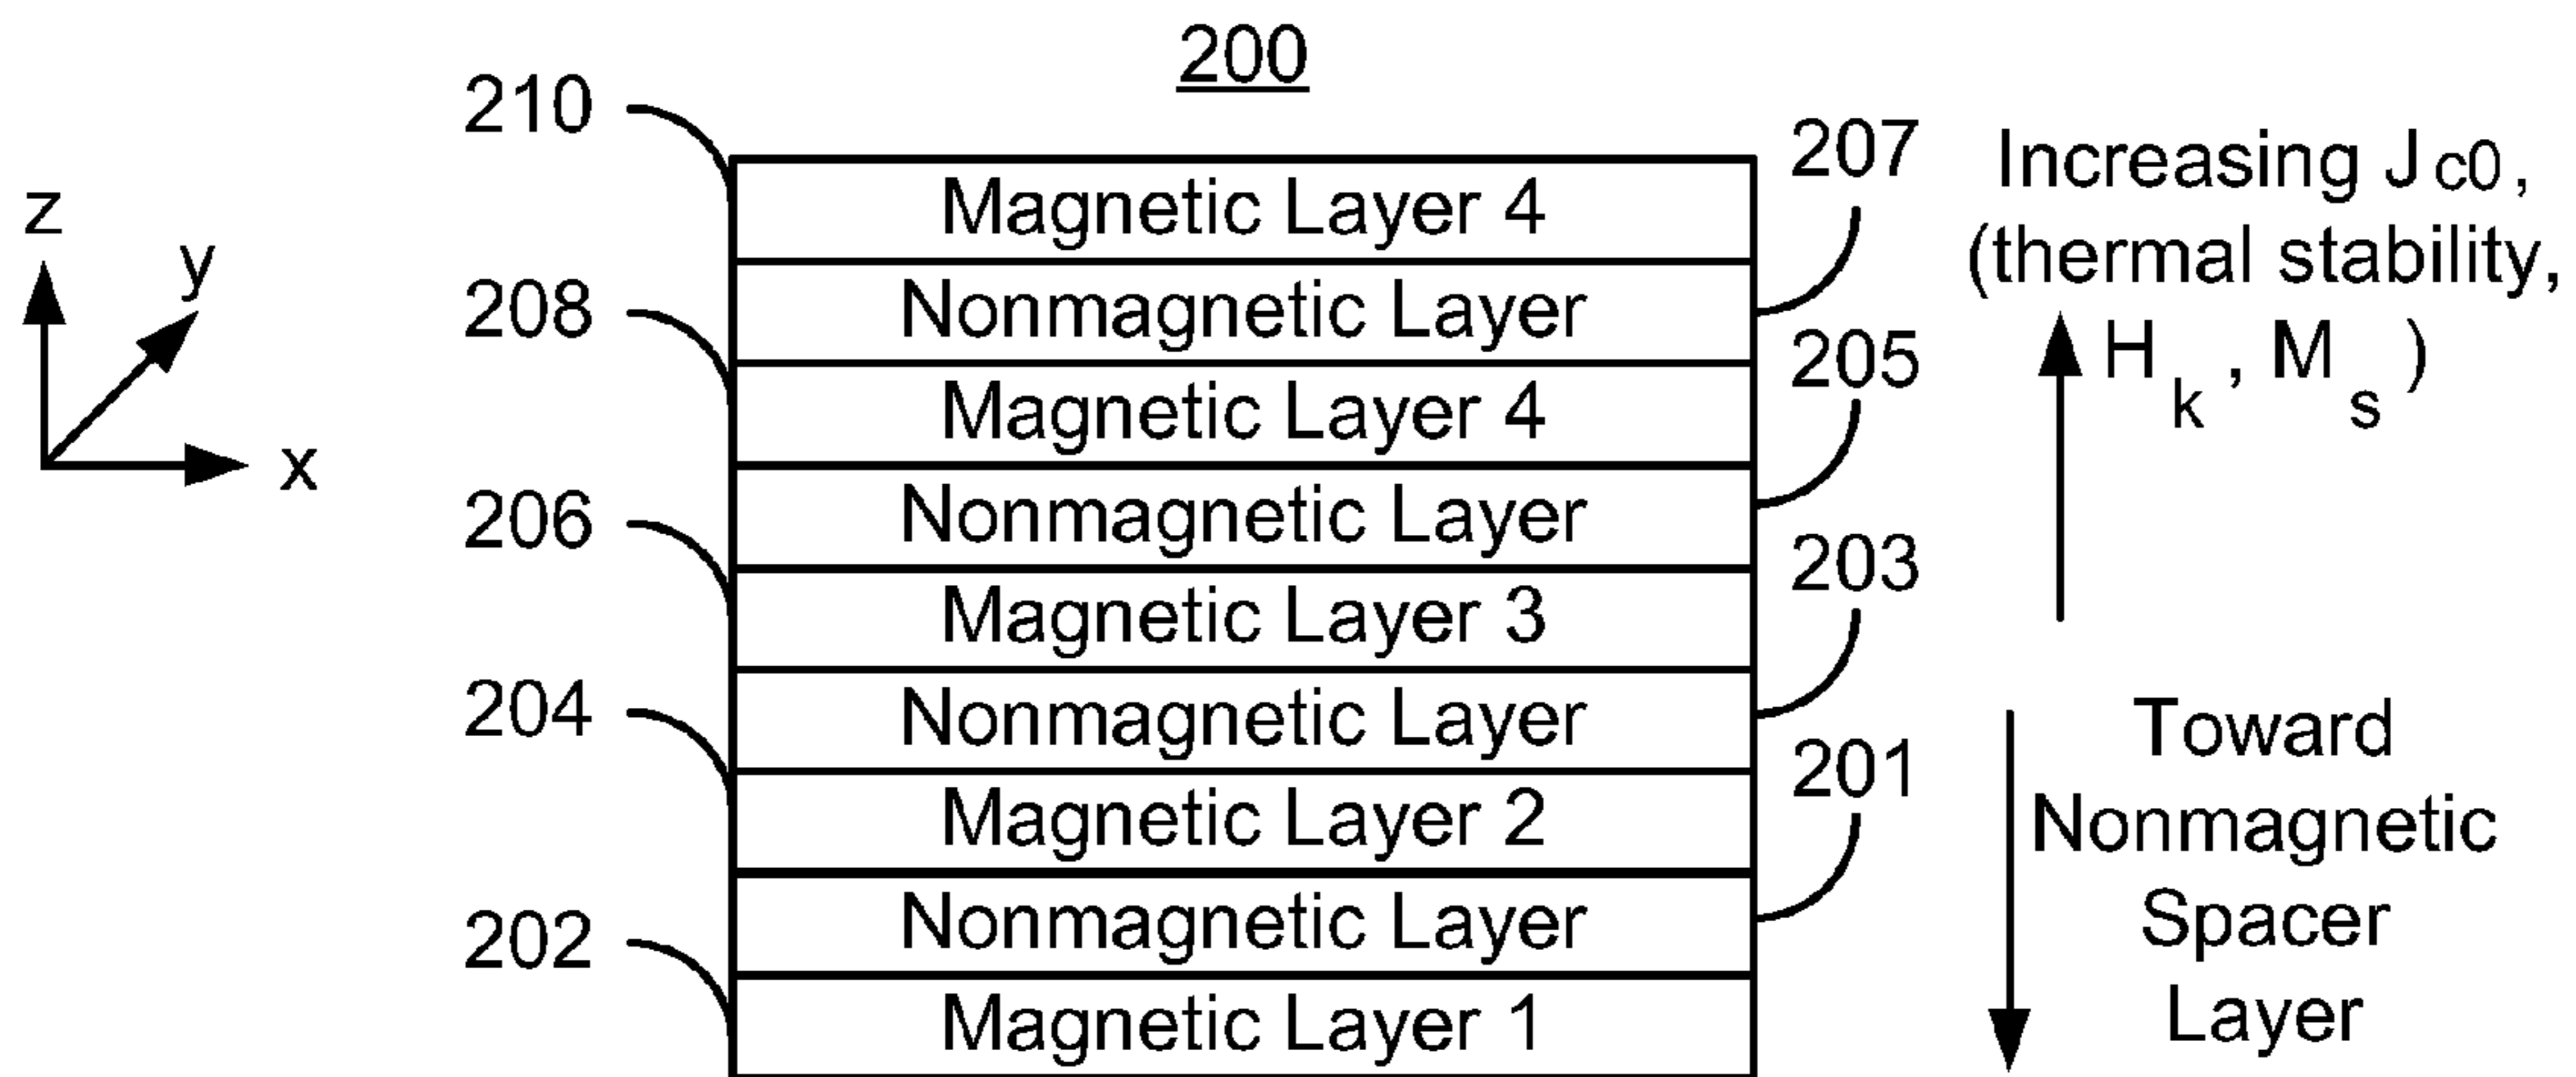 200
210
207
Increasing Jc0,
(thermal stability,
Hk, Ms)
z
y
x
Magnetic Layer 4
208
Nonmagnetic Layer
205
Magnetic Layer 4
206
Nonmagnetic Layer
203
Magnetic Layer 3
204
Nonmagnetic Layer
201
Magnetic Layer 2
202
Nonmagnetic Layer
Magnetic Layer 1
Toward
Nonmagnetic
Spacer
Layer